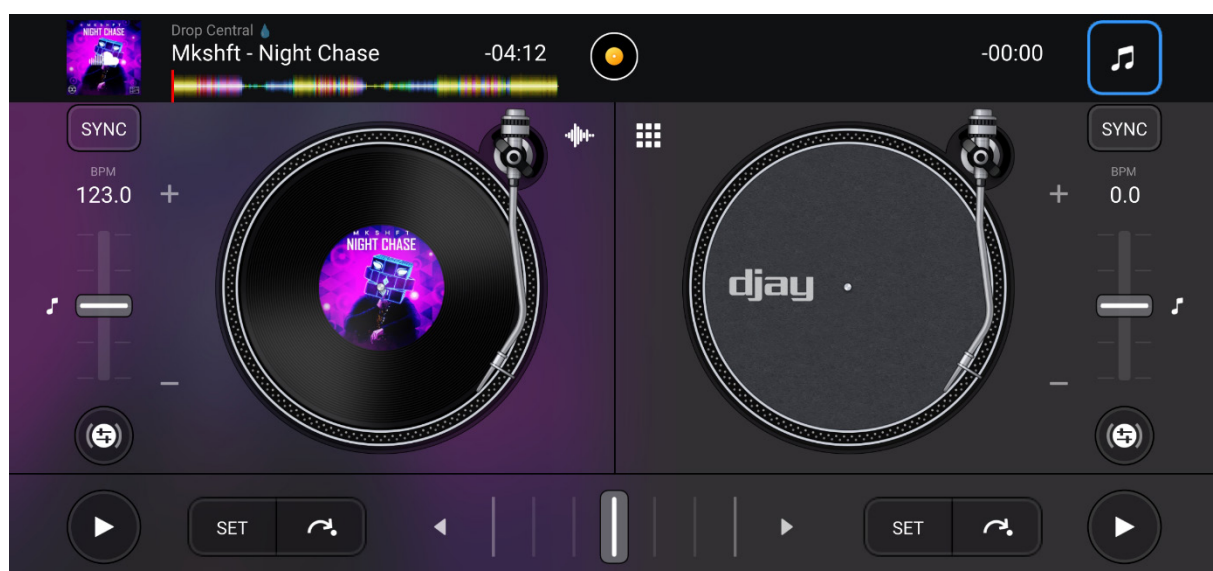 NIGHT CHASE
Drop Central
Mkshft - Night Chase
-04:12
-00:00
SYNC
BPM
123.0
MKSHFT
NIGHT CHASE
djay
SYNC
BPM
0.0
SET
SET